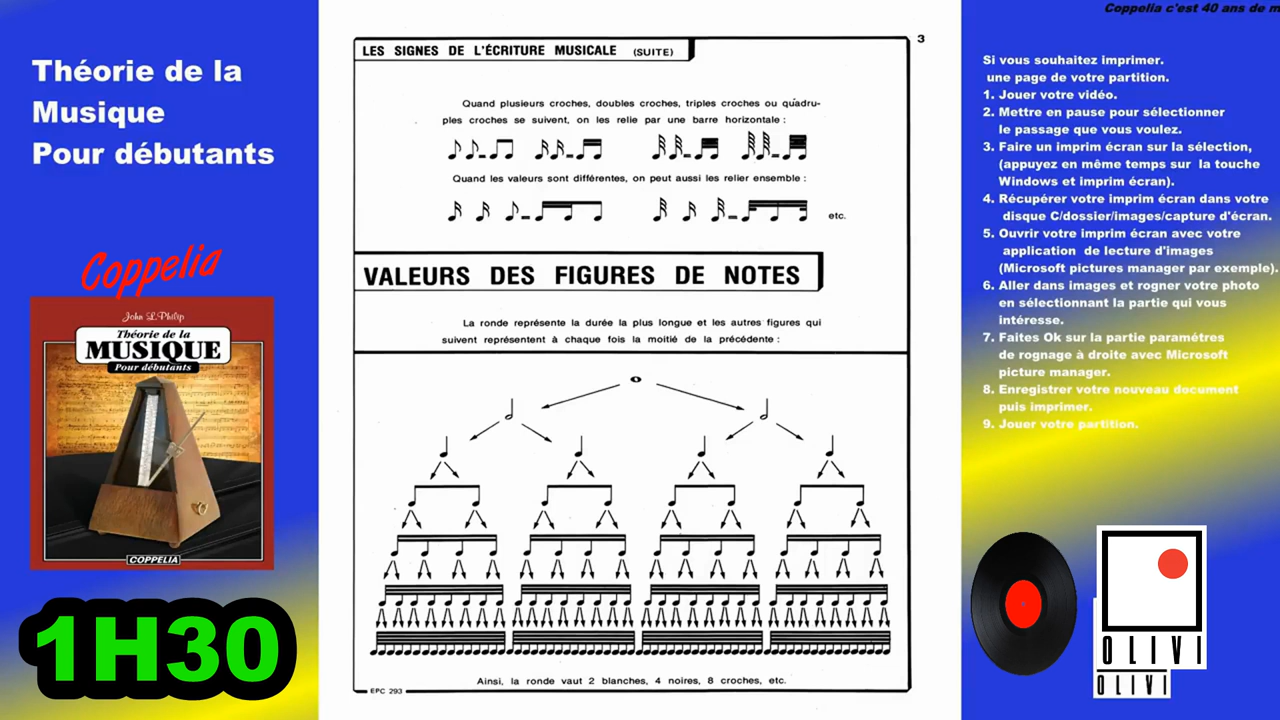 Coppelia c'est 40 ans de m
Théorie de la
Musique
Pour débutants
Coppelia
John L.Philip
Théorie de la
MUSIQUE
Pour débutants
COPPELIA
1H30
3
LES SIGNES DE L'ÉCRITURE MUSICALE (SUITE)
Quand plusieurs croches, doubles croches, triples croches ou quadru-
ples croches se suivent, on les relie par une barre horizontale :
Quand les valeurs sont différentes, on peut aussi les relier ensemble :
etc.
VALEURS DES FIGURES DE NOTES
La ronde représente la durée la plus longue et les autres figures qui
suivent représentent à chaque fois la moitié de la précédente :
Ainsi, la ronde vaut 2 blanches, 4 noires, 8 croches, etc.
EPC 293
Si vous souhaitez imprimer.
une page de votre partition.
1. Jouer votre vidéo.
2. Mettre en pause pour sélectionner
le passage que vous voulez.
3. Faire un imprim écran sur la sélection,
(appuyez en même temps sur la touche
Windows et imprim écran).
4. Récupérer votre imprim écran dans votre
disque C/dossier/images/capture d'écran.
5. Ouvrir votre imprim écran avec votre
application de lecture d'images
(Microsoft pictures manager par exemple).
6. Aller dans images et rogner votre photo
en sélectionnant la partie qui vous
intéresse.
7. Faites Ok sur la partie paramétres
de rognage à droite avec Microsoft
picture manager.
8. Enregistrer votre nouveau document
puis imprimer.
9. Jouer votre partition.
OLIVI
OLIVI